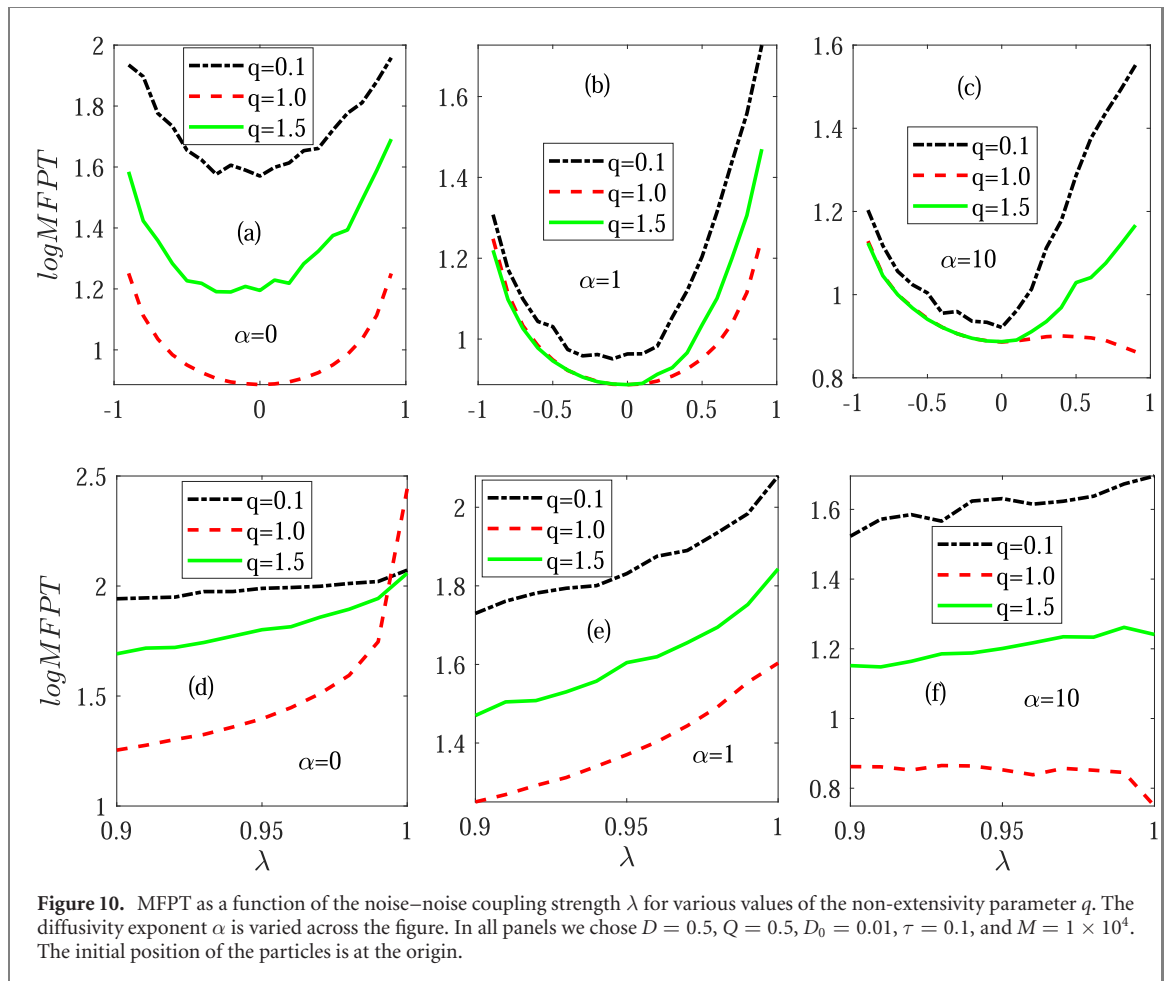 2
1.8
1.6
1.4
1.2
1
logMFPT
q=0.1
q=1.0
q=1.5
(a)
α=0
-1 0 1
1.6
1.4
1.2
1
(b)
q=0.1
q=1.0
q=1.5
α=1
-1 -0.5 0 0.5 1
1.6
1.4
1.2
1
0.8
(c)
q=0.1
q=1.0
q=1.5
α=10
-1 -0.5 0 0.5 1
2.5
2
1.5
1
logMFPT
q=0.1
q=1.0
q=1.5
(d)
α=0
0.9 0.95 1
λ
2
1.8
1.6
1.4
q=0.1
q=1.0
q=1.5
(e)
α=1
0.9 0.95 1
λ
1.6
1.4
1.2
1
0.8
q=0.1
q=1.0
q=1.5
(f)
α=10
0.9 0.95 1
λ
Figure 10. MFPT as a function of the noise–noise coupling strength λ for various values of the non-extensivity parameter q. The
diffusivity exponent α is varied across the figure. In all panels we chose D = 0.5, Q = 0.5, D₀ = 0.01, τ = 0.1, and M = 1 × 10⁴.
The initial position of the particles is at the origin.